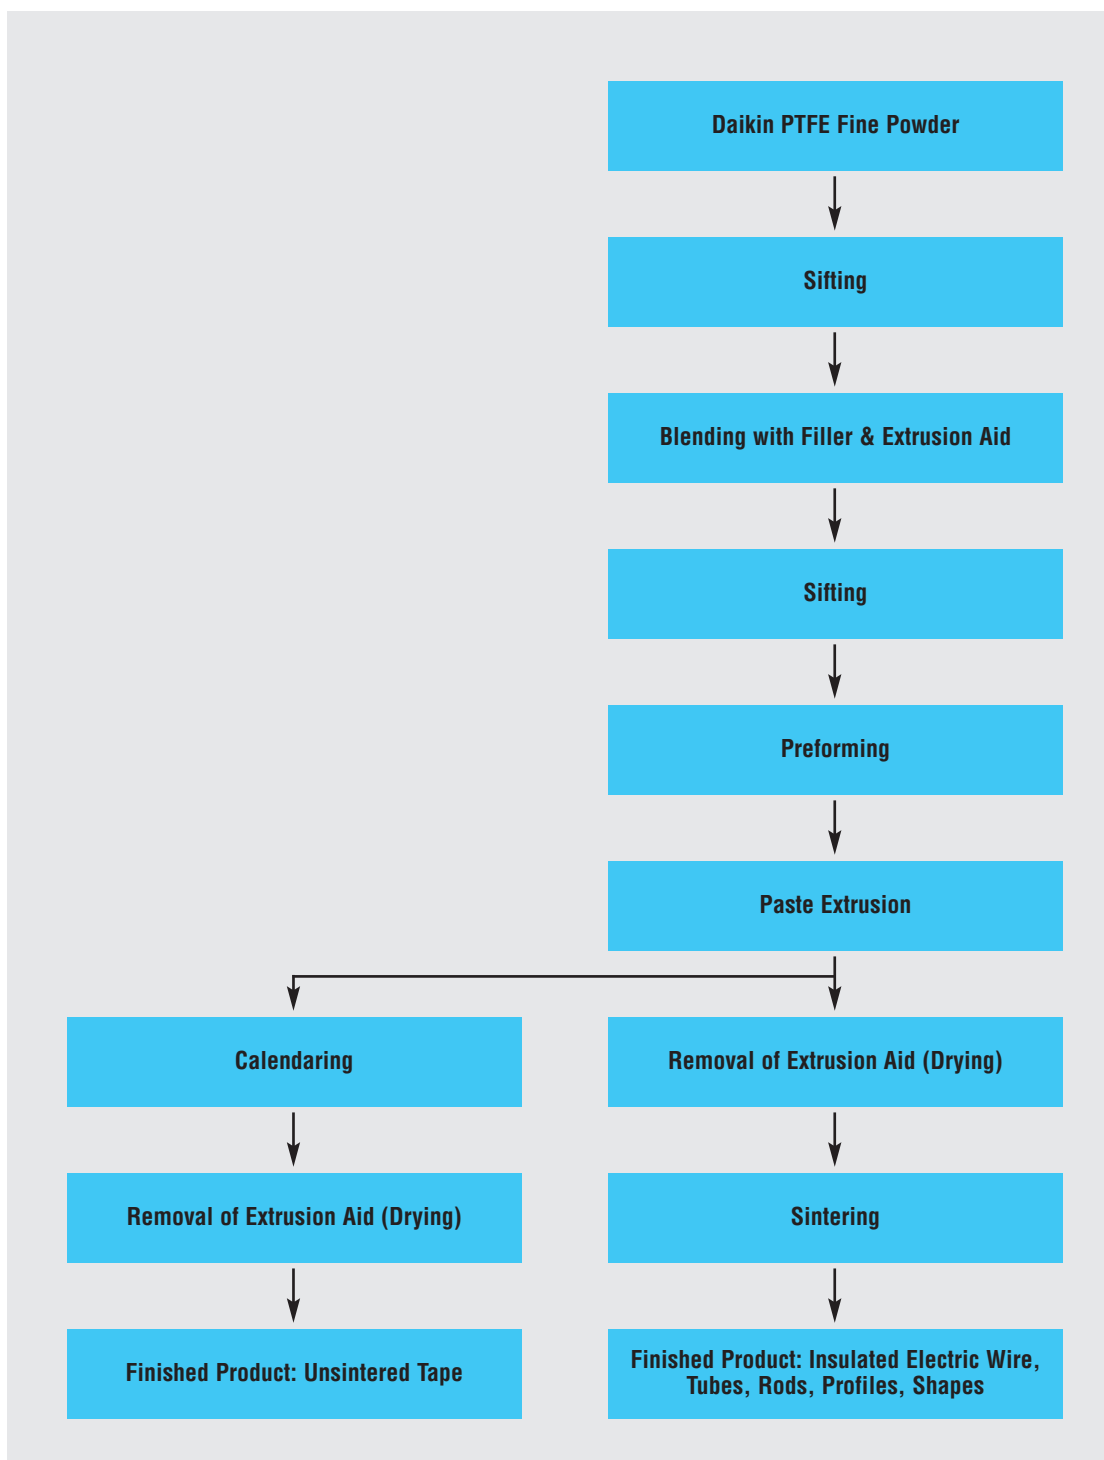 Daikin PTFE Fine Powder
Sifting
Blending with Filler & Extrusion Aid
Sifting
Preforming
Paste Extrusion
Calendaring
Removal of Extrusion Aid (Drying)
Removal of Extrusion Aid (Drying)
Sintering
Finished Product: Unsintered Tape
Finished Product: Insulated Electric Wire,
Tubes, Rods, Profiles, Shapes